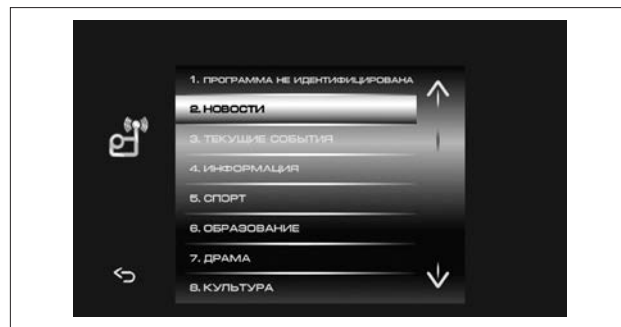 1. ПРОГРАММА НЕ ИДЕНТИФИЦИРОВАНА
2. НОВОСТИ
3. ТЕКУЩИЕ СОБЫТИЯ
4. ИНФОРМАЦИЯ
5. СПОРТ
6. ОБРАЗОВАНИЕ
7. ДРАМА
8. КУЛЬТУРА